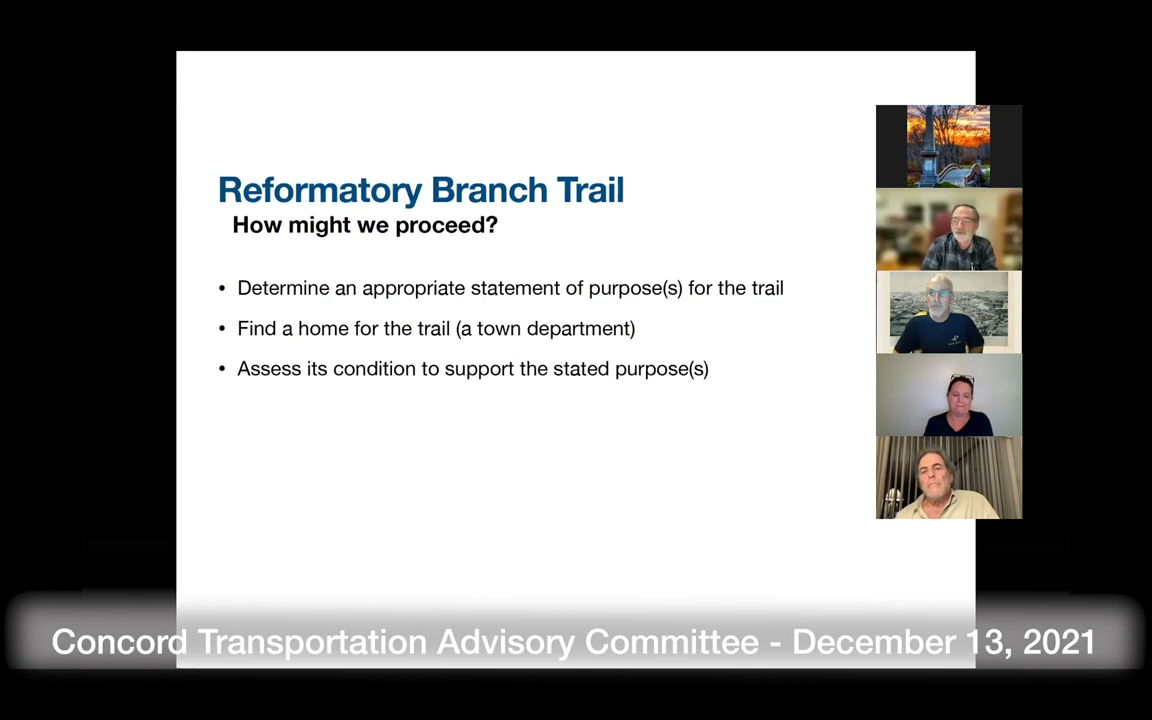 Reformatory Branch Trail
How might we proceed?
• Determine an appropriate statement of purpose(s) for the trail
• Find a home for the trail (a town department)
• Assess its condition to support the stated purpose(s)
Concord Transportation Advisory Committee - December 13, 2021